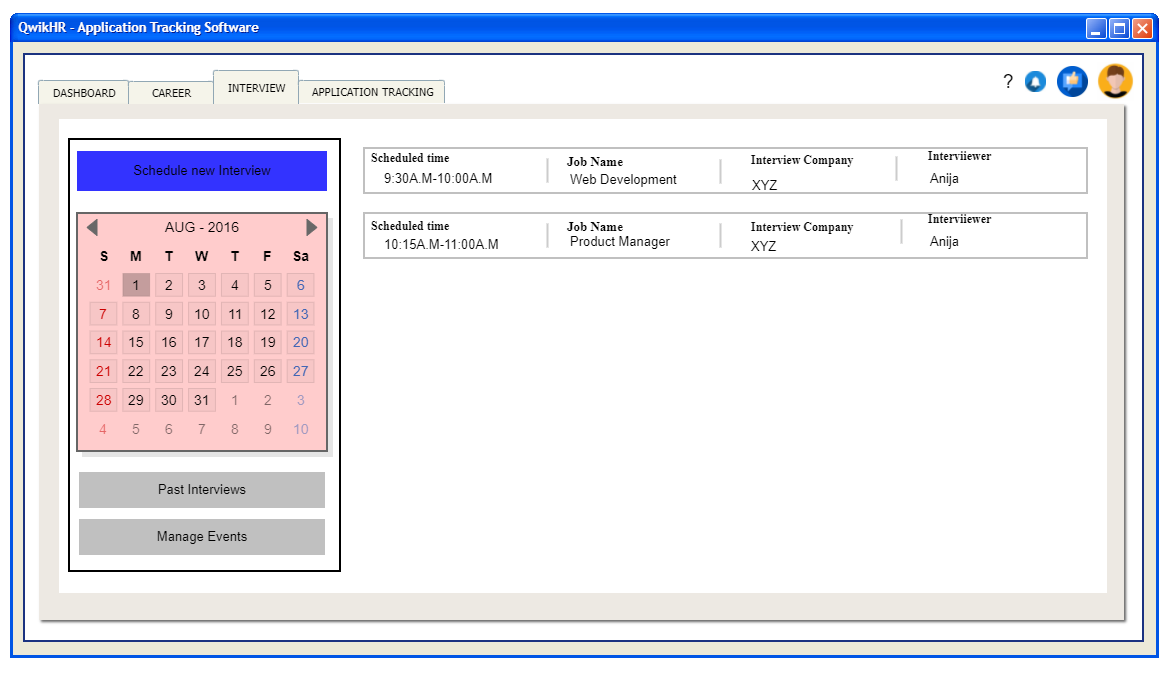 QwikHR - Application Tracking Software
DASHBOARD CAREER INTERVIEW APPLICATION TRACKING ?
Schedule new Interview
AUG - 2016
S M T W T F Sa
31 1 2 3 4 5 6
7 8 9 10 11 12 13
14 15 16 17 18 19 20
21 22 23 24 25 26 27
28 29 30 31 1 2 3
4 5 6 7 8 9 10
Past Interviews
Manage Events
Scheduled time Job Name Interview Company Interviiewer
9:30A.M-10:00A.M Web Development XYZ Anija
Scheduled time Job Name Interview Company Interviiewer
10:15A.M-11:00A.M Product Manager XYZ Anija